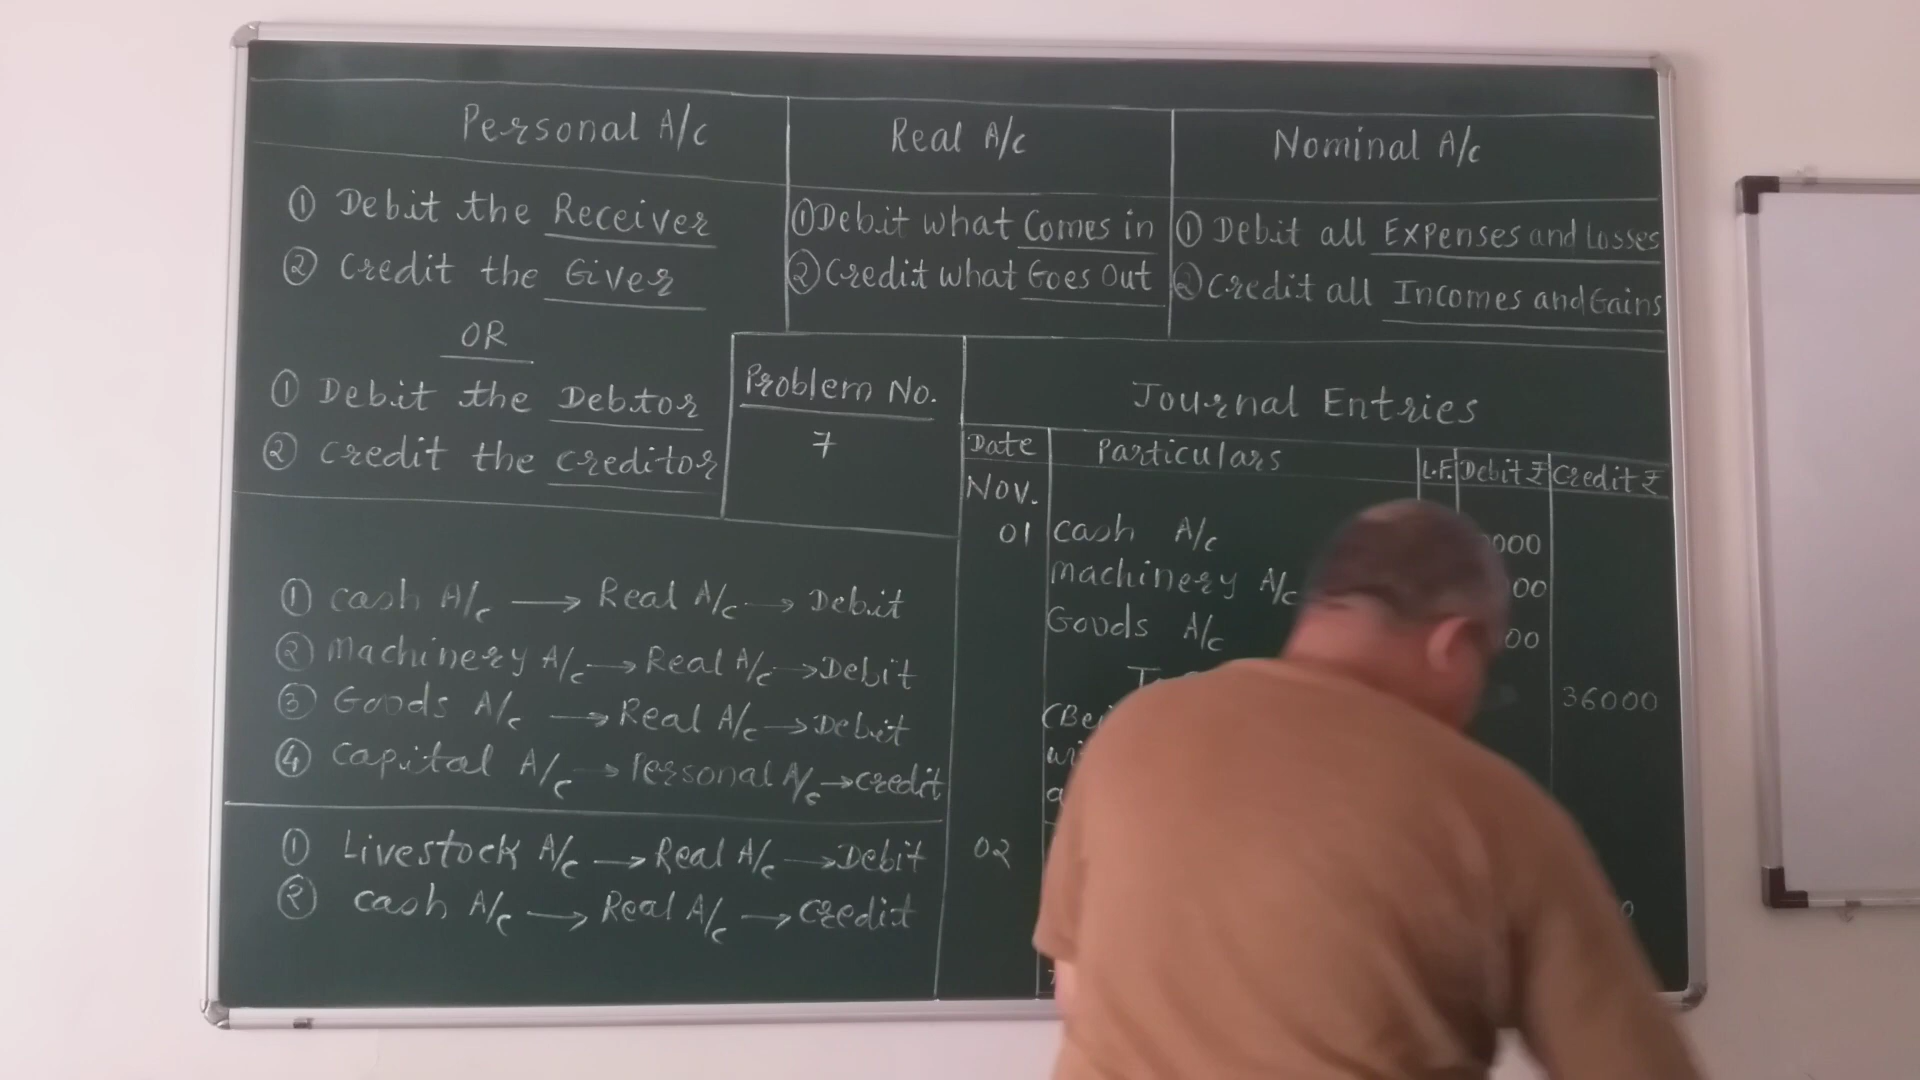 Personal A/c
① Debit the Receiver
② Credit the Giver
OR
① Debit the Debtor
② Credit the creditor
Real A/c
① Debit what Comes in
② Credit what Goes Out
Nominal A/c
① Debit all Expenses and Losses
② Credit all Incomes and Gains
Problem No.
7
① cash A/c → Real A/c → Debit
② Machinery A/c → Real A/c → Debit
③ Goods A/c → Real A/c → Debit
④ Capital A/c → Personal A/c → credit
① Livestock A/c → Real A/c → Debit
② cash A/c → Real A/c → credit
Journal Entries
Date Particulars L.F. Debit ₹ Credit ₹
Nov.
01 cash A/c 000
Machinery A/c 00
Goods A/c 00
36000
02